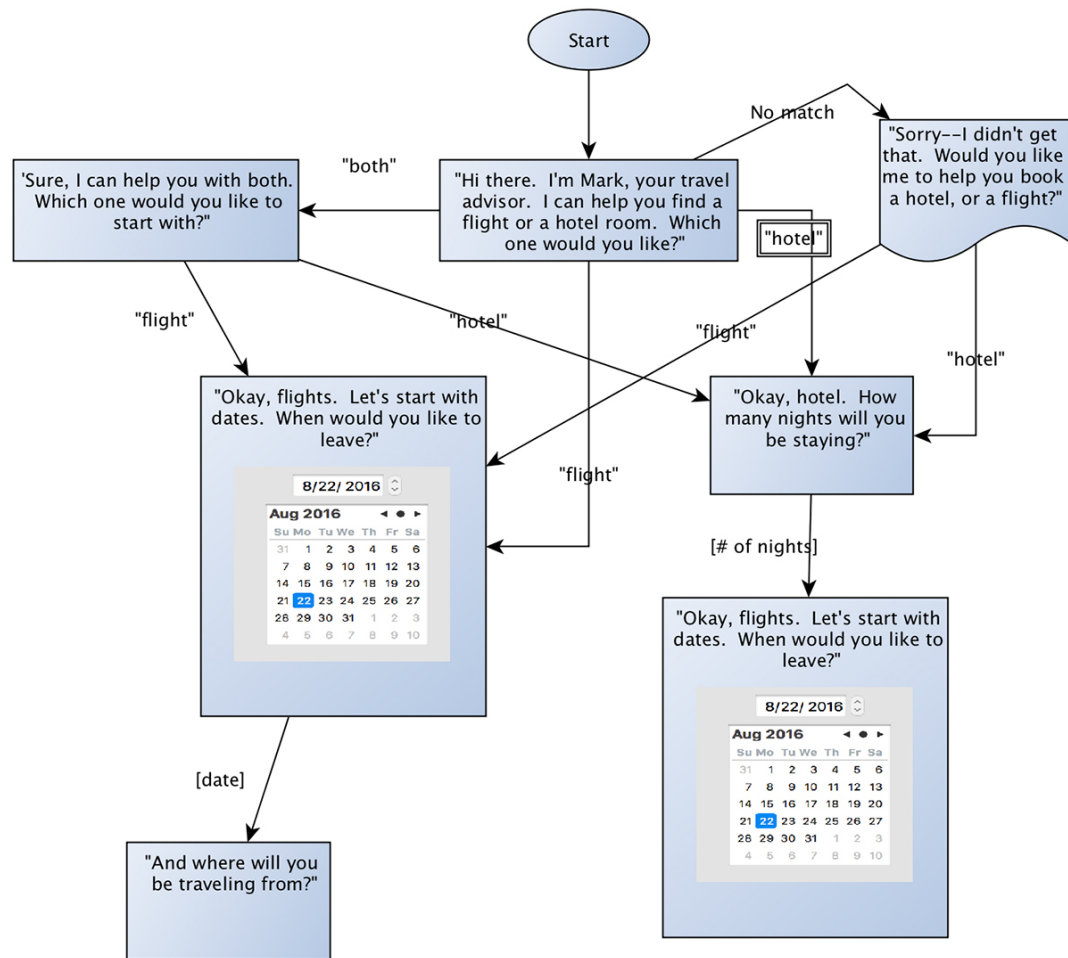 Start
No match
"Sorry--I didn't get
that.  Would you like
me to help you book
a hotel, or a flight?"
"both"
'Sure, I can help you with both.
Which one would you like to
start with?"
"Hi there.  I'm Mark, your travel
advisor.  I can help you find a
flight or a hotel room.  Which
one would you like?"
"hotel"
"flight"
"hotel"
"flight"
"hotel"
"Okay, flights.  Let's start with
dates.  When would you like to
leave?"
"Okay, hotel.  How
many nights will you
be staying?"
"flight"
8/22/ 2016
Aug 2016
Su Mo Tu We Th Fr Sa
31 1 2 3 4 5 6
7 8 9 10 11 12 13
14 15 16 17 18 19 20
21 22 23 24 25 26 27
28 29 30 31 1 2 3
4 5 6 7 8 9 10
[# of nights]
"Okay, flights.  Let's start with
dates.  When would you like to
leave?"
8/22/ 2016
Aug 2016
Su Mo Tu We Th Fr Sa
31 1 2 3 4 5 6
7 8 9 10 11 12 13
14 15 16 17 18 19 20
21 22 23 24 25 26 27
28 29 30 31 1 2 3
4 5 6 7 8 9 10
[date]
"And where will you
be traveling from?"